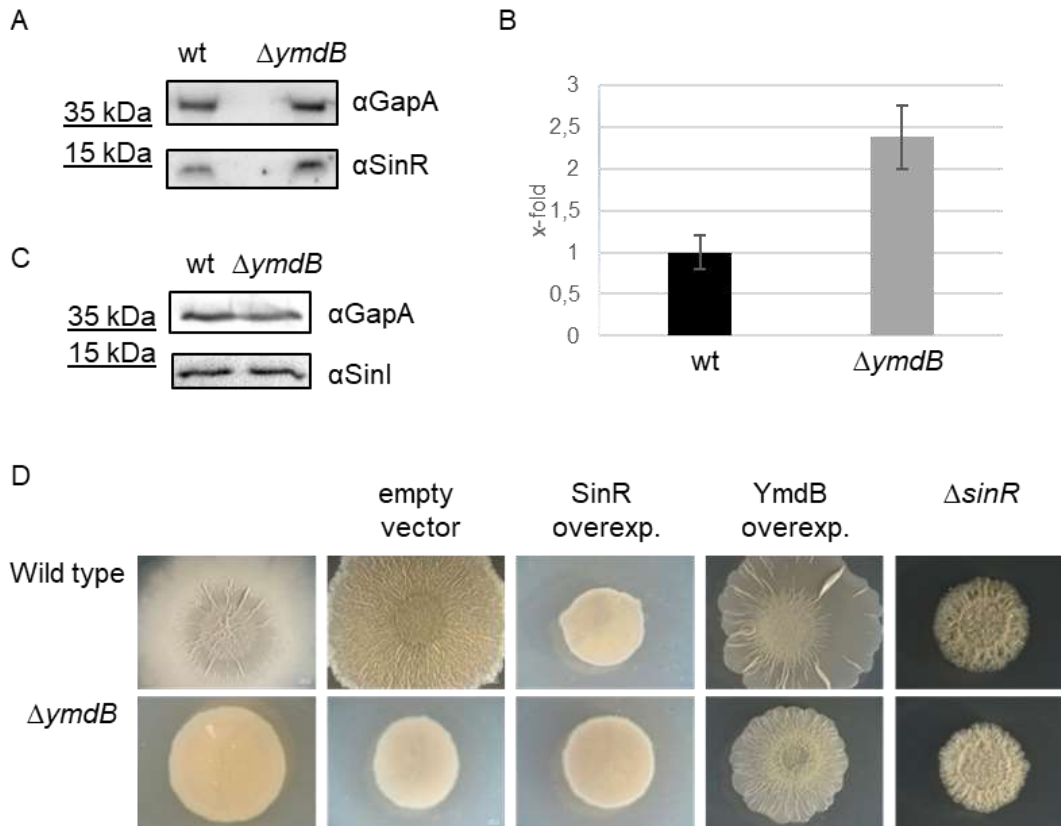 A
wt ΔymdB
35 kDa
αGapA
15 kDa
αSinR
B
3
2,5
2
1,5
1
0,5
0
x-fold
wt ΔymdB
C
wt ΔymdB
35 kDa
αGapA
15 kDa
αSinI
D
empty
vector
SinR
overexp.
YmdB
overexp.
ΔsinR
Wild type
ΔymdB